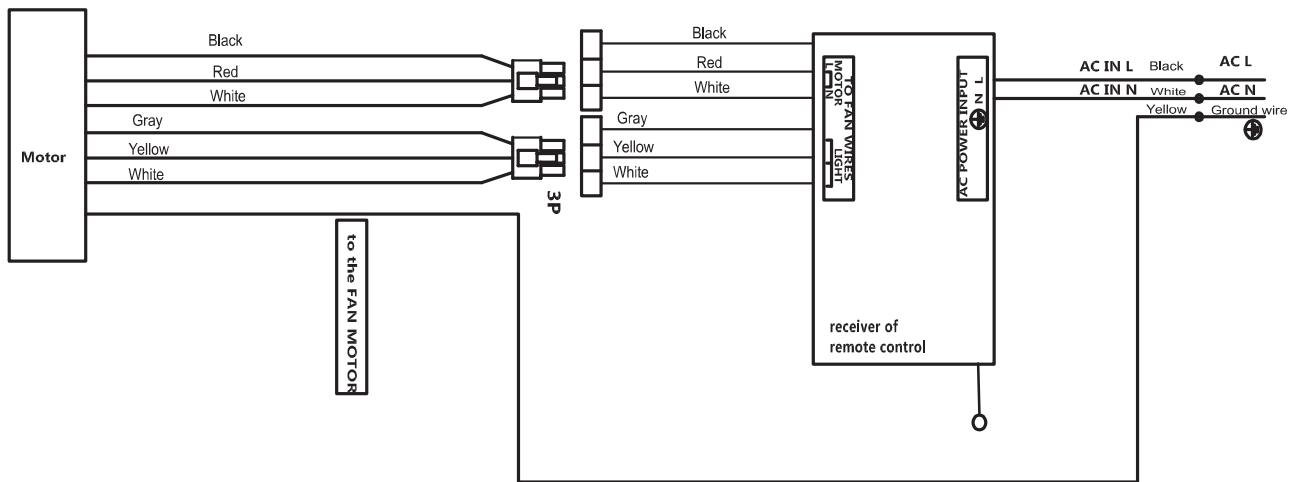 Motor
Black
Red
White
Gray
Yellow
White
3P
to the FAN MOTOR
Black
Red
White
Gray
Yellow
White
TO FAN WIRES
MOTOR
L N
LIGHT
AC POWER INPUT
L N
receiver of
remote control
AC IN L Black AC L
AC IN N White AC N
Yellow Ground wire